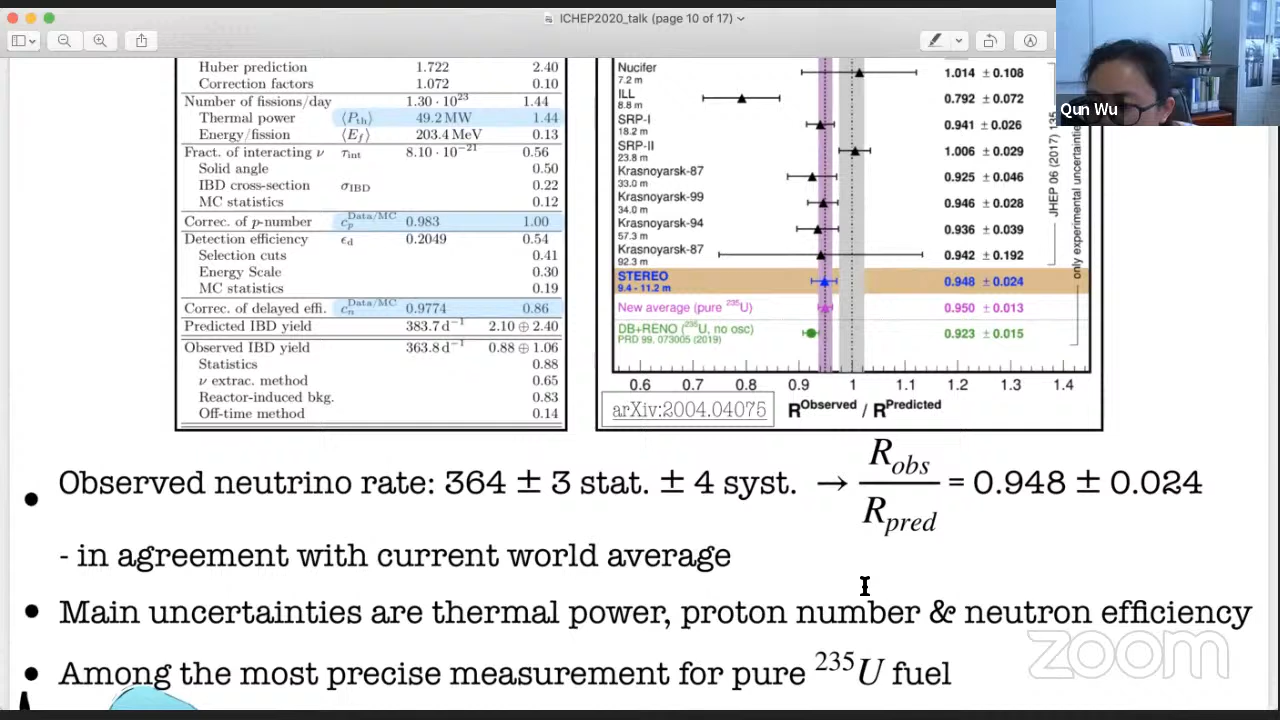 ICHEP2020_talk (page 10 of 17)
Qun Wu
Huber prediction 1.722 2.40
Correction factors 1.072 0.10
Number of fissions/day 1.30 · 10²³ 1.44
Thermal power ⟨Pth⟩ 49.2 MW 1.44
Energy/fission ⟨Ef⟩ 203.4 MeV 0.13
Fract. of interacting ν τint 8.10 · 10⁻²¹ 0.56
Solid angle 0.50
IBD cross-section σIBD 0.22
MC statistics 0.12
Correc. of p-number cp Data/MC 0.983 1.00
Detection efficiency ϵd 0.2049 0.54
Selection cuts 0.41
Energy Scale 0.30
MC statistics 0.19
Correc. of delayed effi. cn Data/MC 0.9774 0.86
Predicted IBD yield 383.7 d⁻¹ 2.10 ⊕ 2.40
Observed IBD yield 363.8 d⁻¹ 0.88 ⊕ 1.06
Statistics 0.88
ν extrac. method 0.65
Reactor-induced bkg. 0.83
Off-time method 0.14
Nucifer 1.014 ±0.108
7.2 m
ILL 0.792 ±0.072
8.8 m
SRP-I 0.941 ±0.026
18.2 m
SRP-II 1.006 ±0.029
23.8 m
Krasnoyarsk-87 0.925 ±0.046
33.0 m
Krasnoyarsk-99 0.946 ±0.028
34.0 m
Krasnoyarsk-94 0.936 ±0.039
57.3 m
Krasnoyarsk-87 0.942 ±0.192
92.3 m
STEREO 0.948 ±0.024
9.4 - 11.2 m
New average (pure ²³⁵U) 0.950 ±0.013
DB+RENO (²³⁵U, no osc) 0.923 ±0.015
PRD 99, 073005 (2019)
JHEP 06 (2017) 135
only experimental uncertaintie
0.6 0.7 0.8 0.9 1 1.1 1.2 1.3 1.4
arXiv:2004.04075 R^Observed / R^Predicted
• Observed neutrino rate: 364 ± 3 stat. ± 4 syst. → Robs / Rpred = 0.948 ± 0.024
- in agreement with current world average
• Main uncertainties are thermal power, proton number & neutron efficiency
• Among the most precise measurement for pure ²³⁵U fuel
zoom